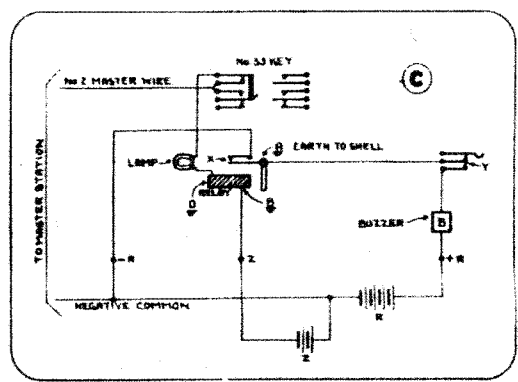 No 53 KEY
No 2 MASTER WIRE
C
EARTH TO SHELL
LAMP
X
Y
RELAY
D
B
BUZZER
B
TO MASTER STATION
- R
Z
+ R
NEGATIVE COMMON
R
Z